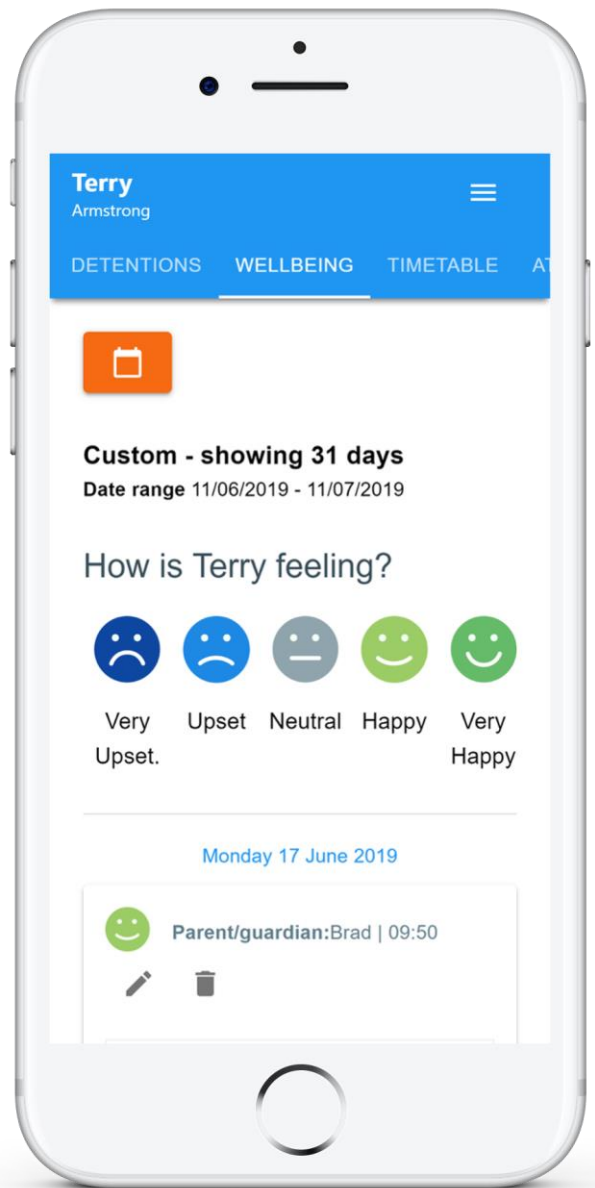 Terry
Armstrong
DETENTIONS WELLBEING TIMETABLE AT
Custom - showing 31 days
Date range 11/06/2019 - 11/07/2019
How is Terry feeling?
Very Upset. Upset Neutral Happy Very Happy
Monday 17 June 2019
Parent/guardian:Brad | 09:50